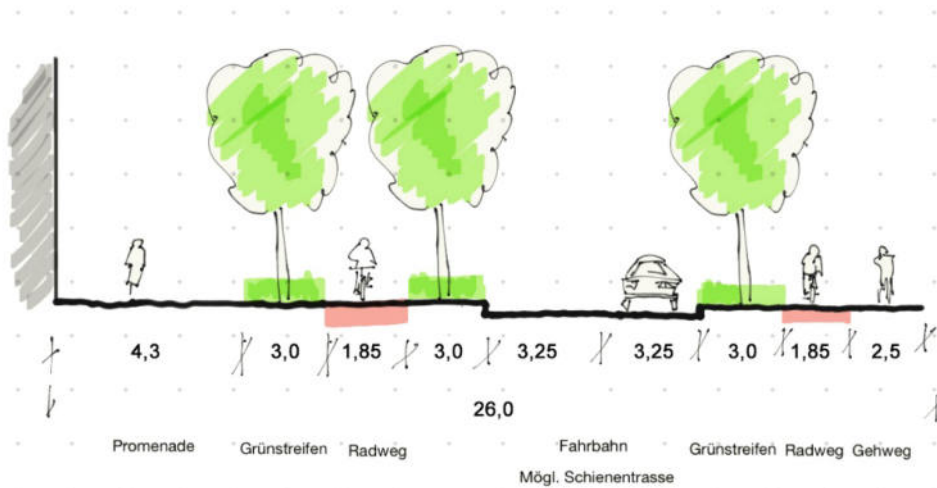 4,3 3,0 1,85 3,0 3,25 3,25 3,0 1,85 2,5
26,0
Promenade Grünstreifen Radweg Fahrbahn Grünstreifen Radweg Gehweg
Mögl. Schienentrasse